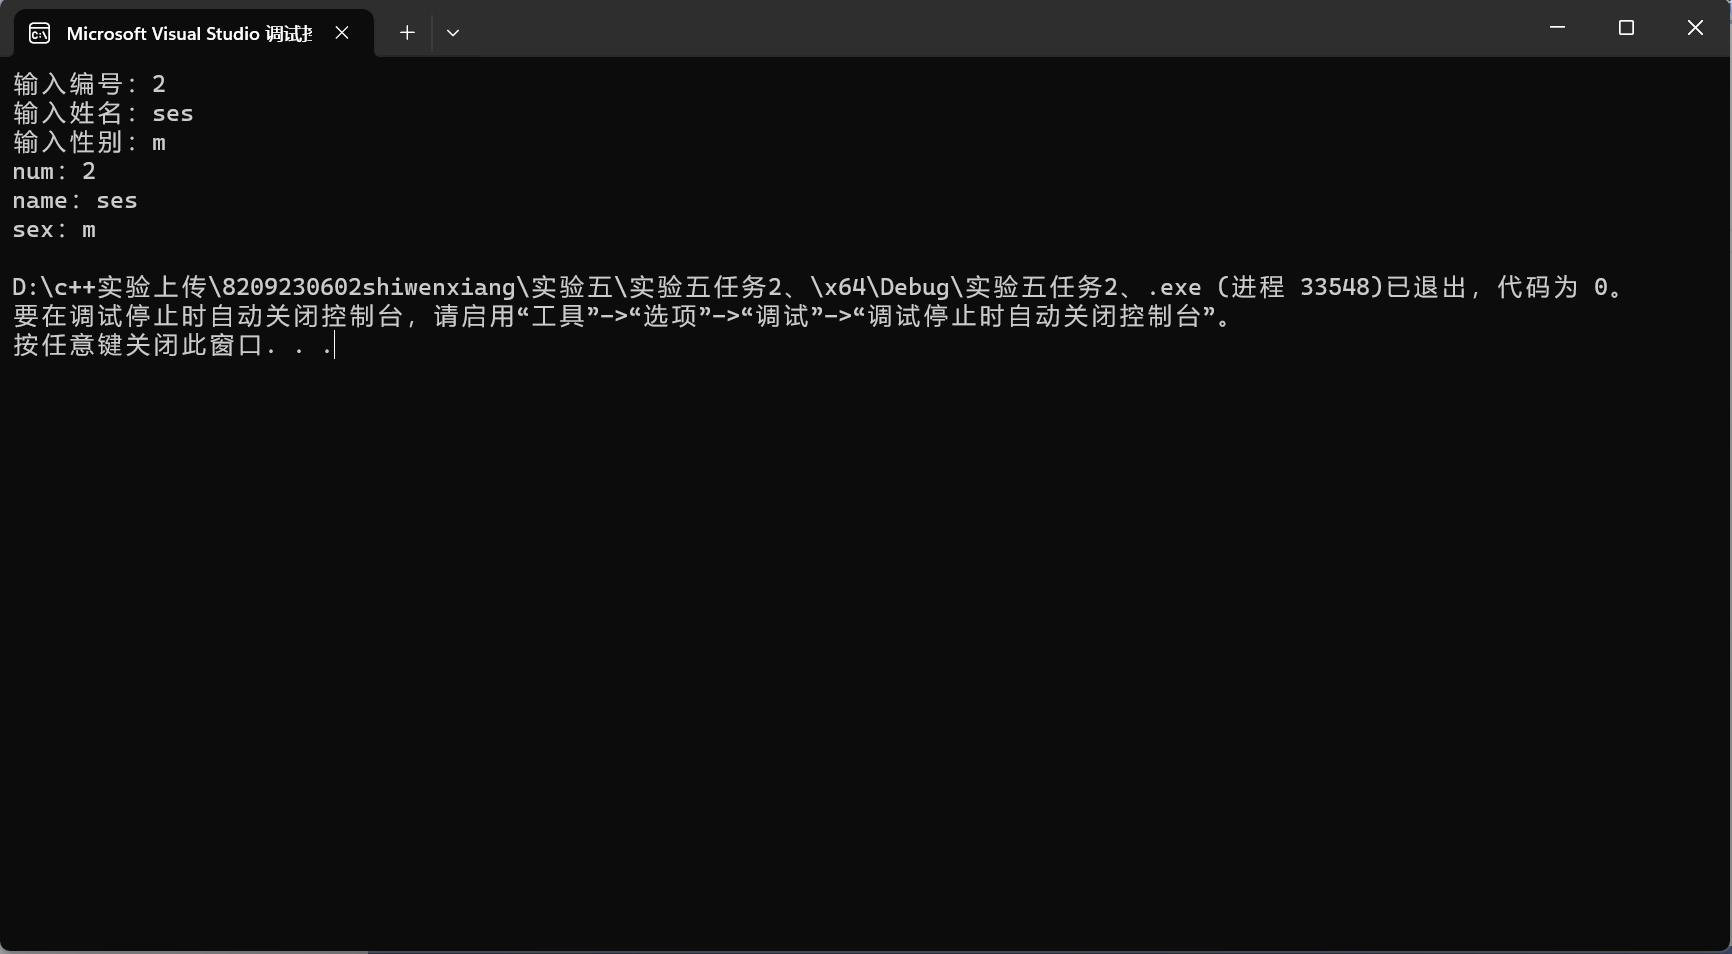 Microsoft Visual Studio 调试
输入编号：2
输入姓名：ses
输入性别：m
num：2
name：ses
sex：m
D:\c++实验上传\8209230602shiwenxiang\实验五\实验五任务2、\x64\Debug\实验五任务2、.exe (进程 33548)已退出，代码为 0。
要在调试停止时自动关闭控制台，请启用“工具”->“选项”->“调试”->“调试停止时自动关闭控制台”。
按任意键关闭此窗口. . .